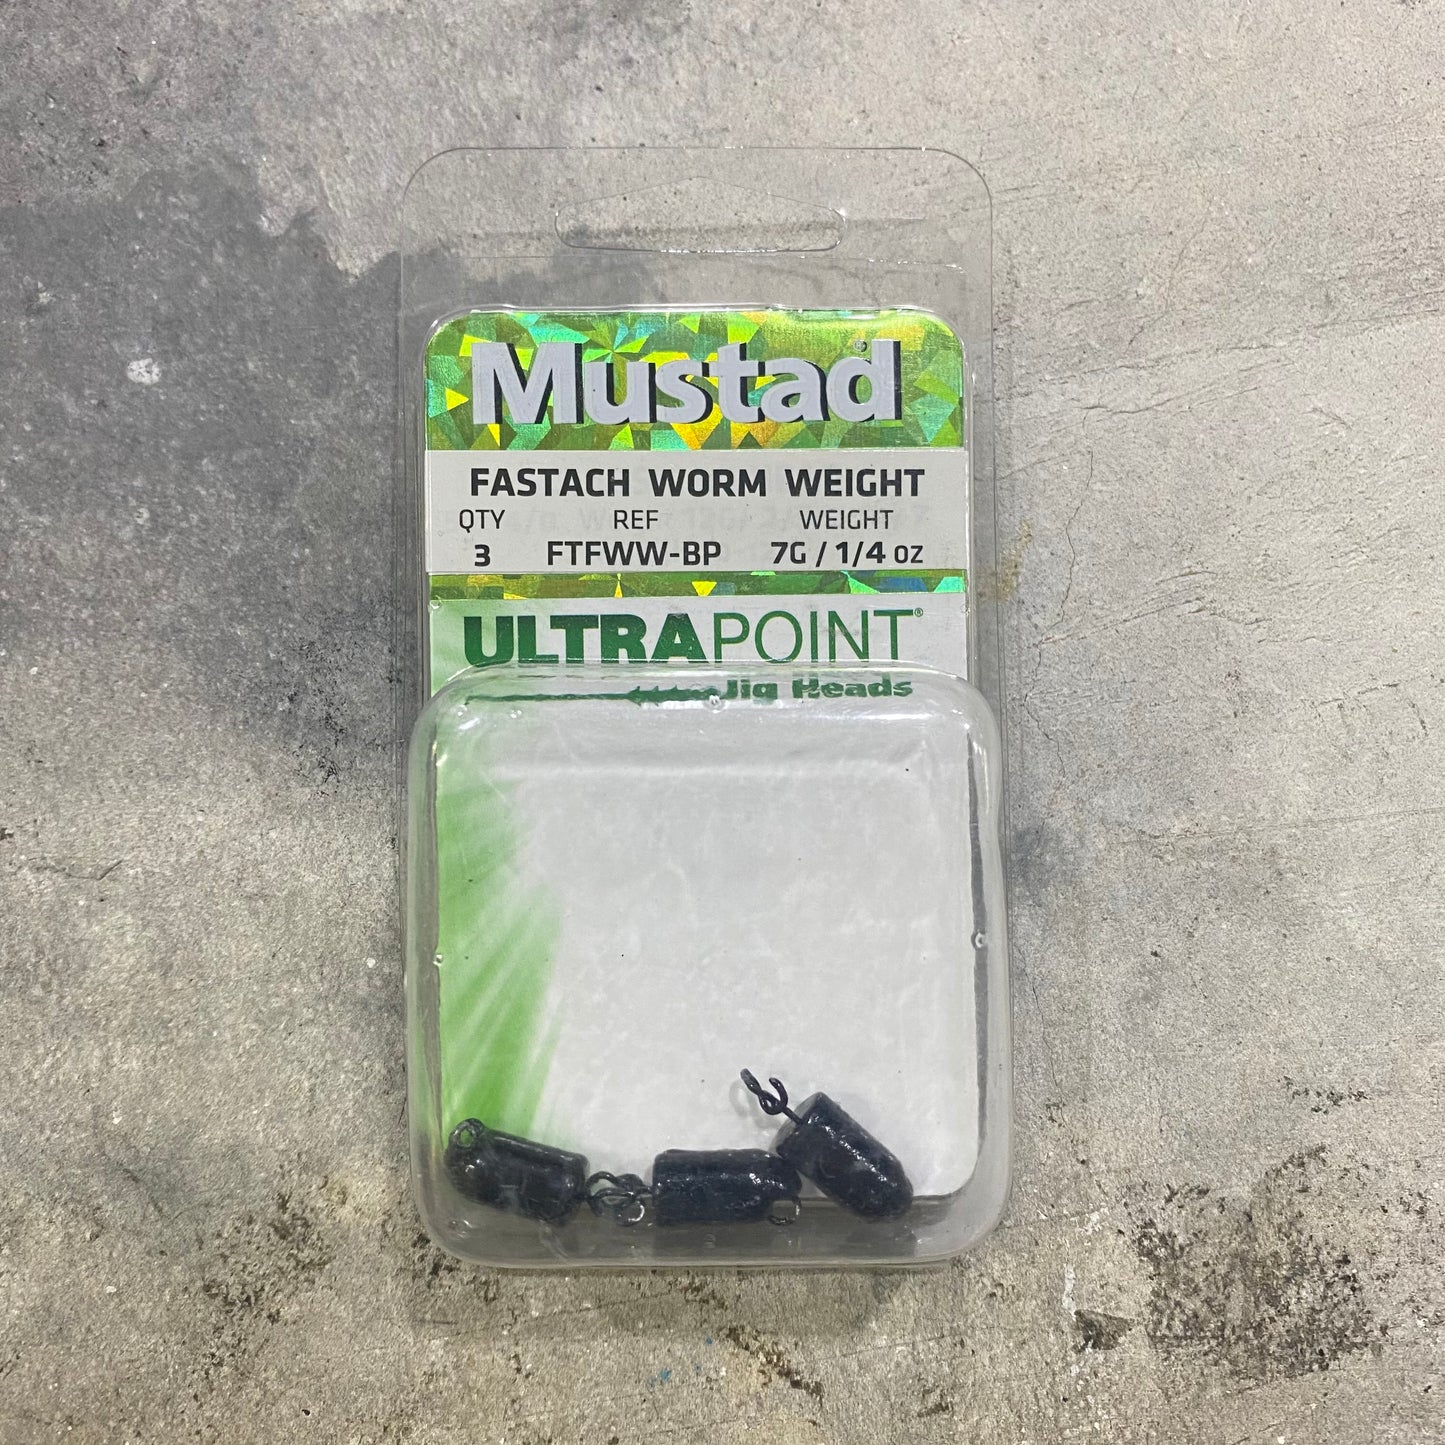 Mustad®
FASTACH WORM WEIGHT
QTY REF WEIGHT
3 FTFWW-BP 7G / 1/4 OZ
ULTRAPOINT®
Jig Heads